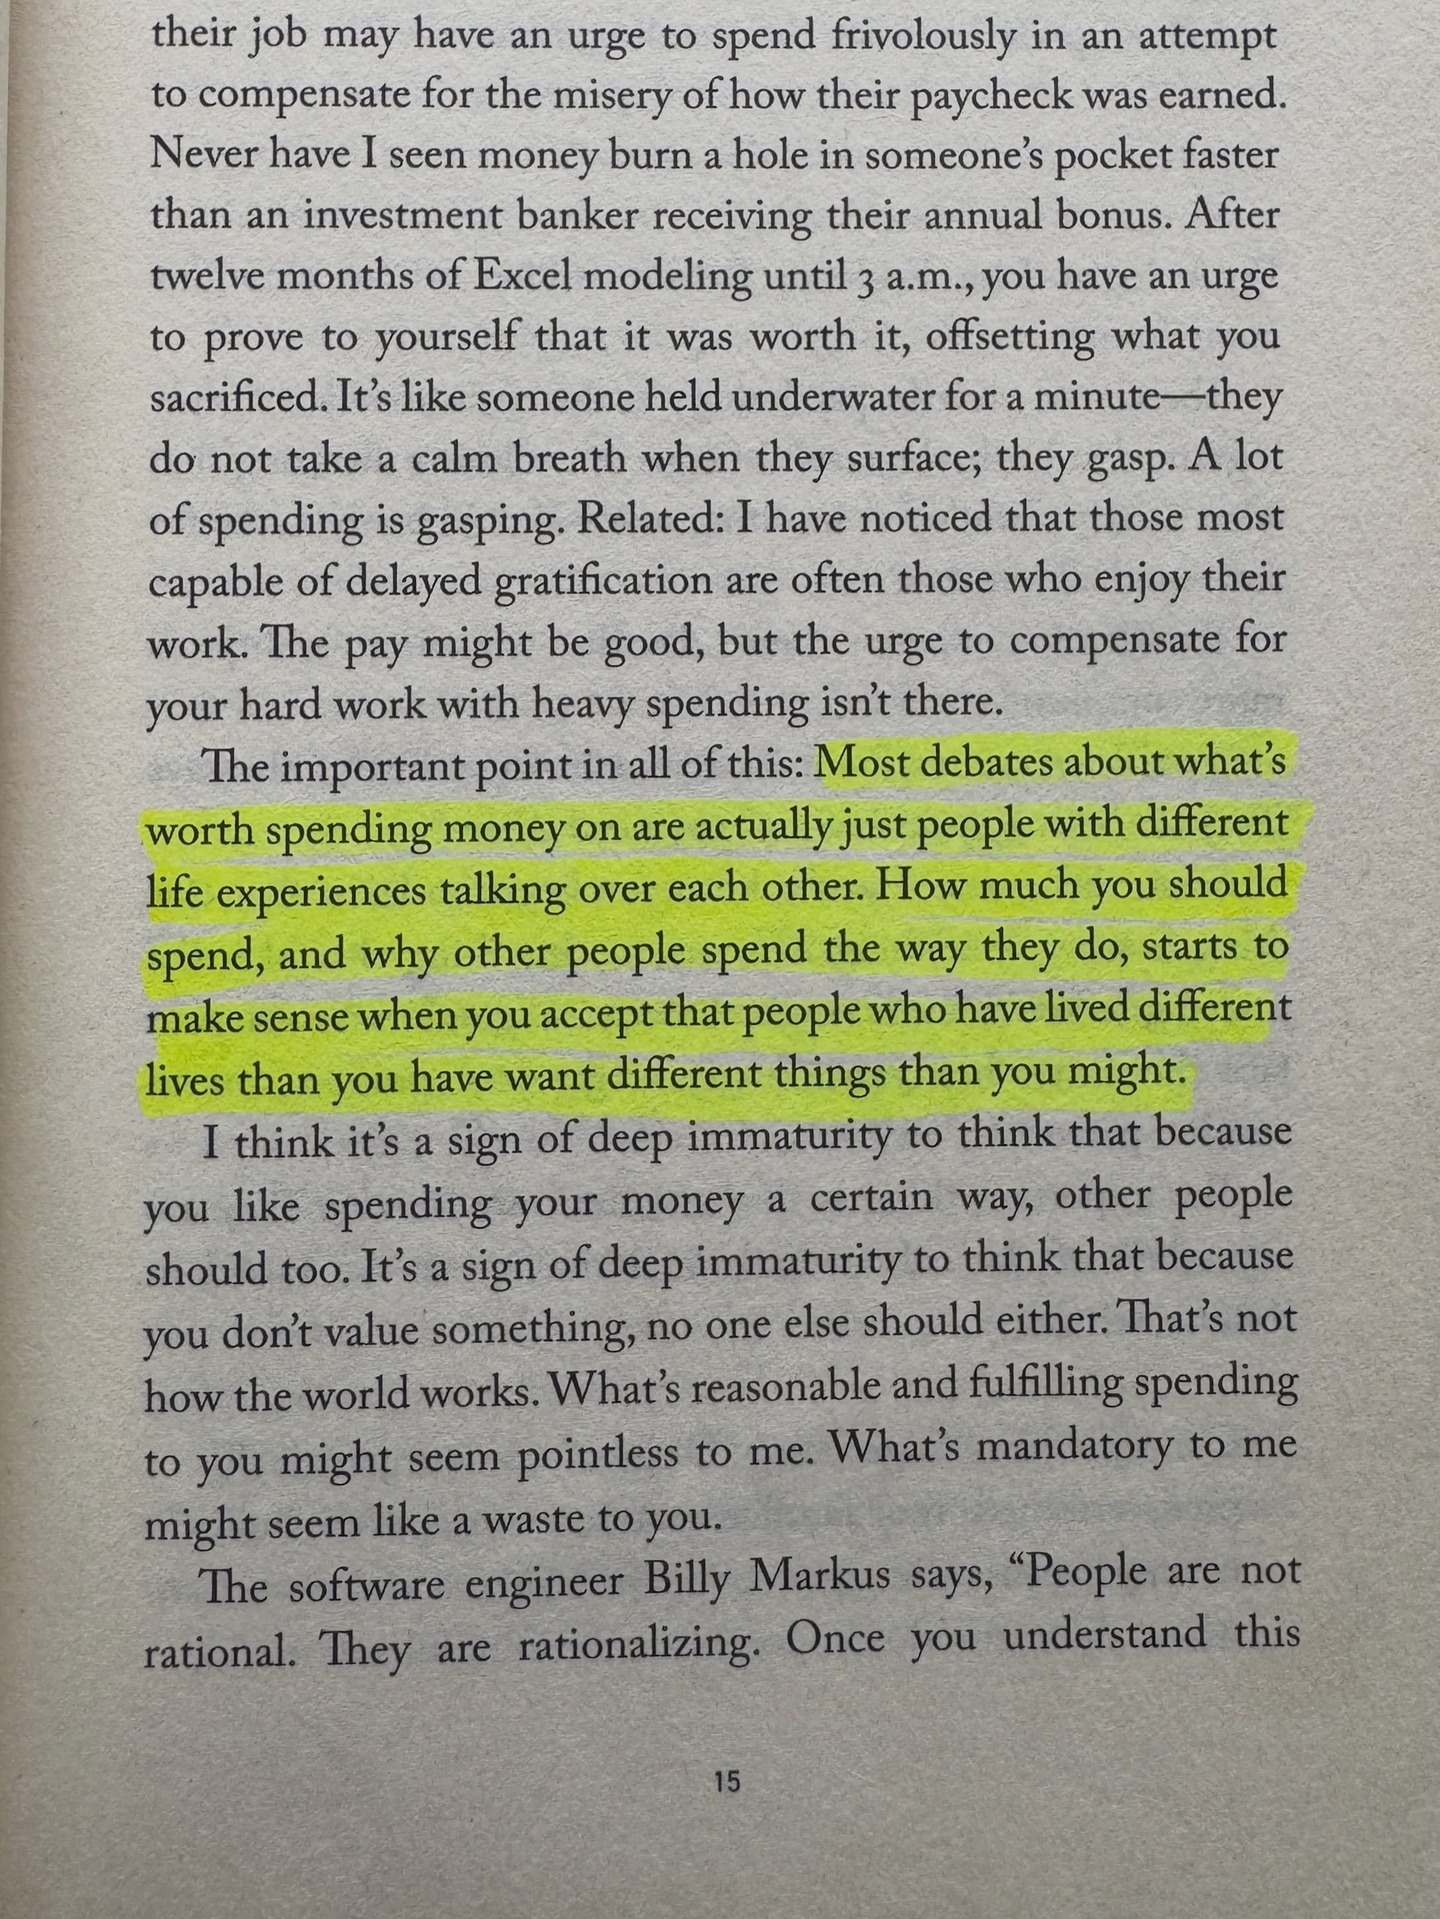 their job may have an urge to spend frivolously in an attempt
to compensate for the misery of how their paycheck was earned.
Never have I seen money burn a hole in someone’s pocket faster
than an investment banker receiving their annual bonus. After
twelve months of Excel modeling until 3 a.m., you have an urge
to prove to yourself that it was worth it, offsetting what you
sacrificed. It’s like someone held underwater for a minute—they
do not take a calm breath when they surface; they gasp. A lot
of spending is gasping. Related: I have noticed that those most
capable of delayed gratification are often those who enjoy their
work. The pay might be good, but the urge to compensate for
your hard work with heavy spending isn’t there.
The important point in all of this: Most debates about what’s
worth spending money on are actually just people with different
life experiences talking over each other. How much you should
spend, and why other people spend the way they do, starts to
make sense when you accept that people who have lived different
lives than you have want different things than you might.
I think it’s a sign of deep immaturity to think that because
you like spending your money a certain way, other people
should too. It’s a sign of deep immaturity to think that because
you don’t value something, no one else should either. That’s not
how the world works. What’s reasonable and fulfilling spending
to you might seem pointless to me. What’s mandatory to me
might seem like a waste to you.
The software engineer Billy Markus says, “People are not
rational. They are rationalizing. Once you understand this
15